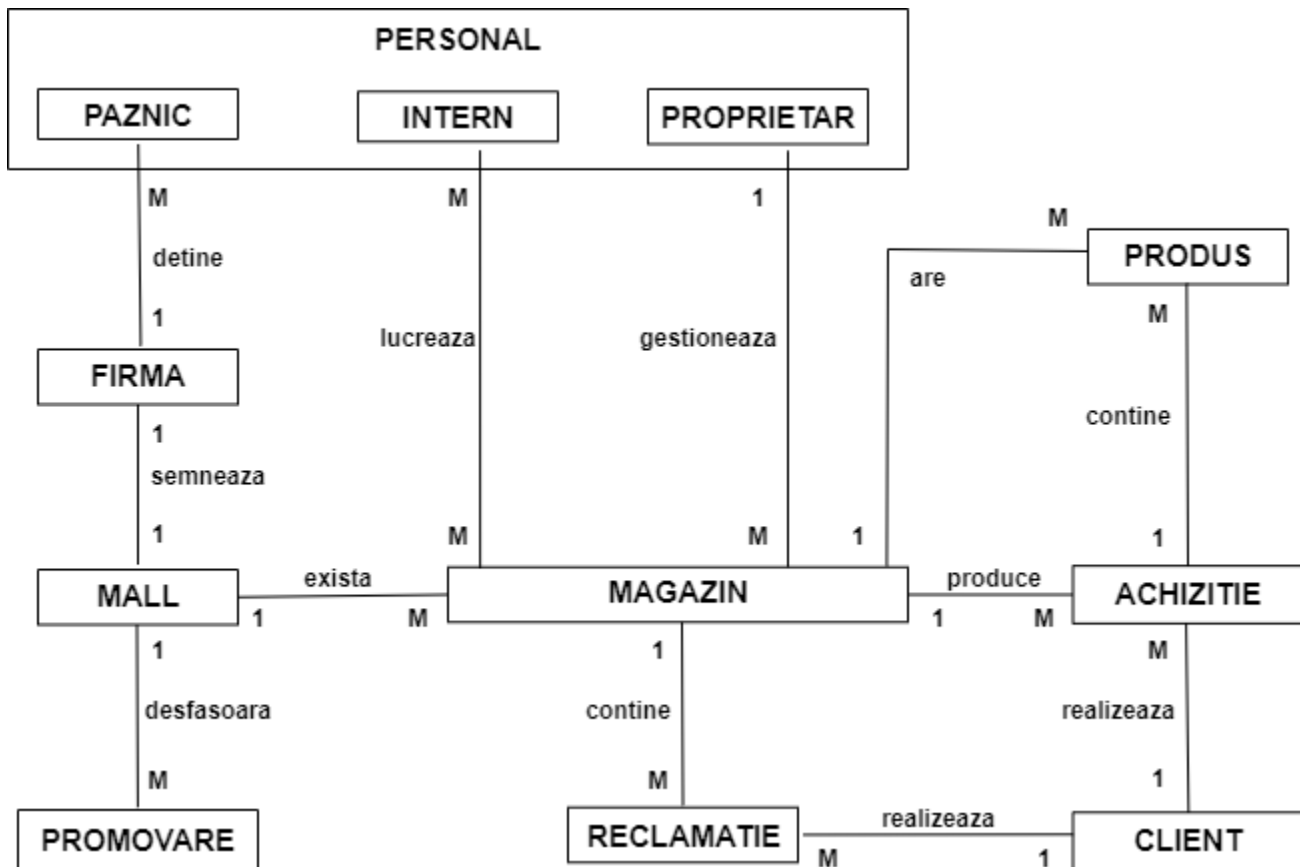 PERSONAL
PAZNIC INTERN PROPRIETAR
M M 1
M
PRODUS
detine
are
1
M
lucreaza gestioneaza
FIRMA
1
contine
semneaza
1 M M 1 1
MALL exista MAGAZIN produce ACHIZITIE
1 M 1 M
1 1 M
desfasoara contine realizeaza
M M 1
PROMOVARE RECLAMATIE realizeaza CLIENT
M 1